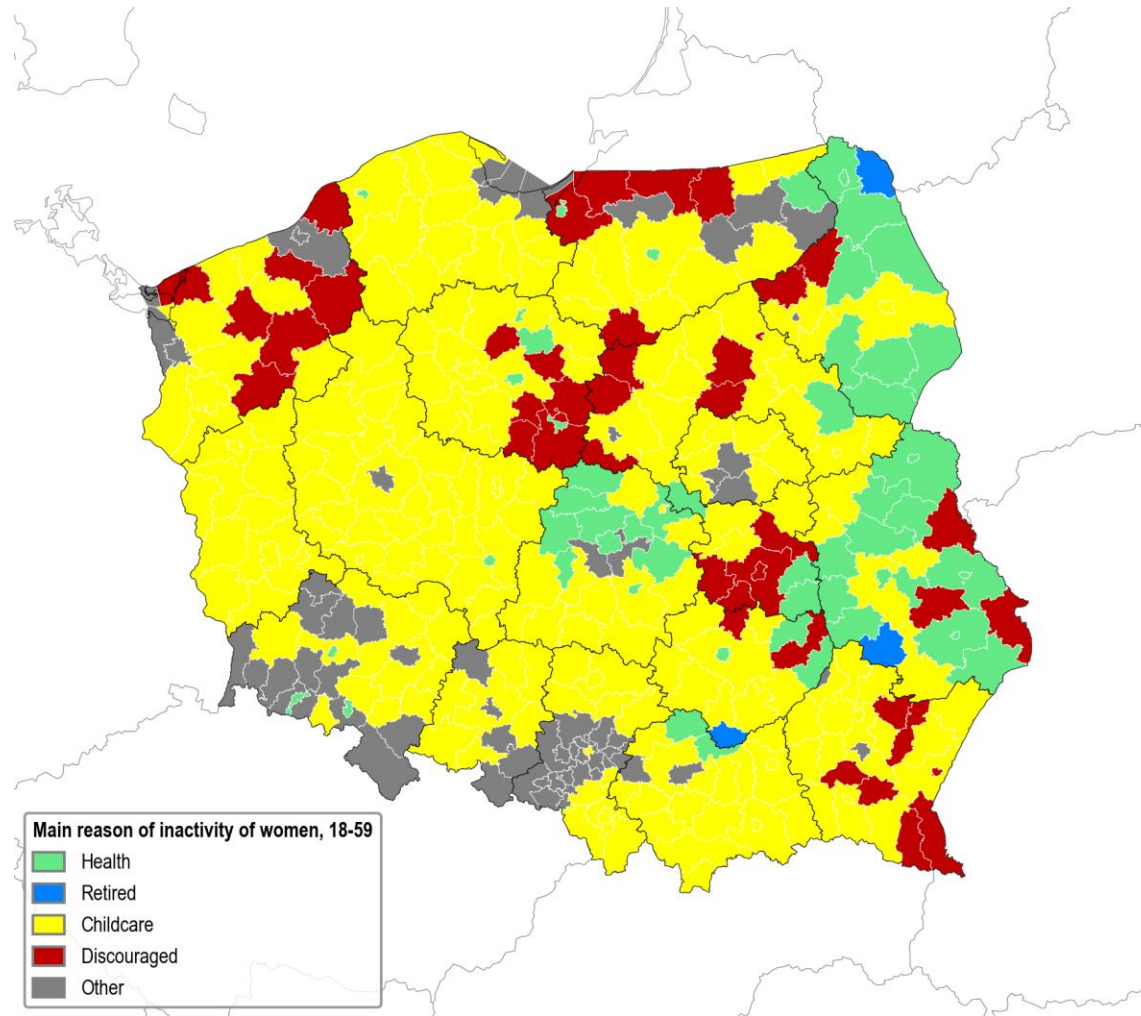 Main reason of inactivity of women, 18-59
Health
Retired
Childcare
Discouraged
Other